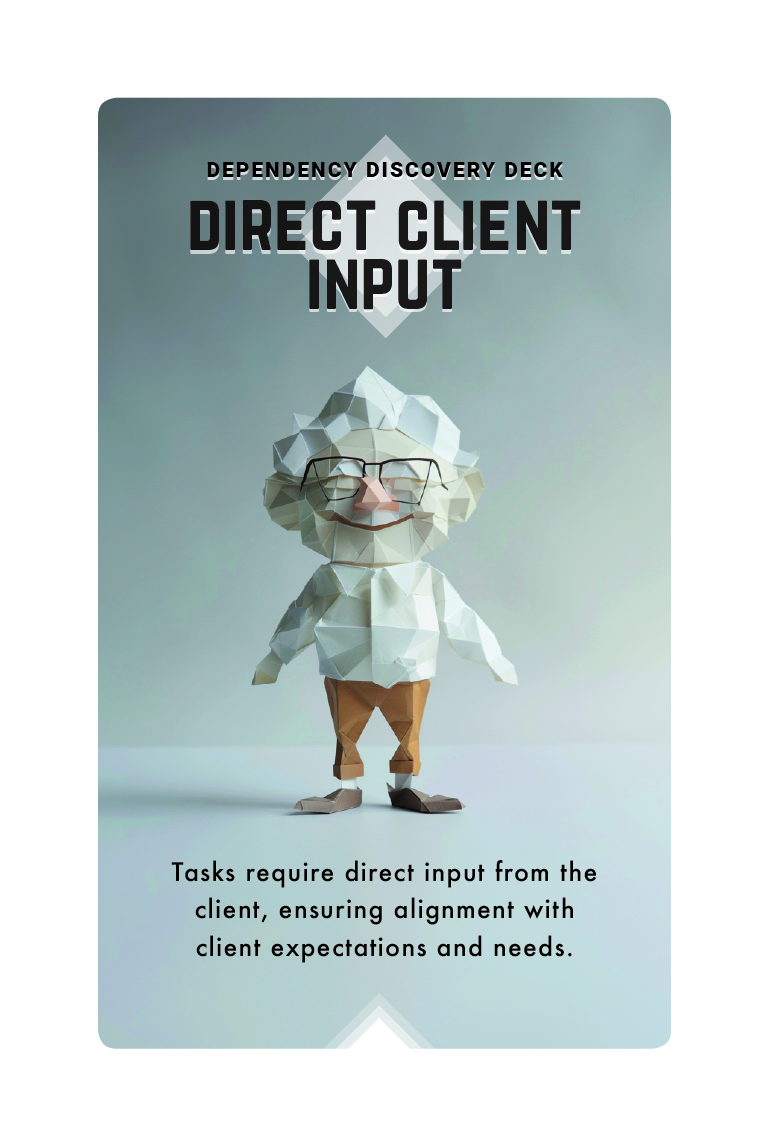 DEPENDENCY DISCOVERY DECK
DIRECT CLIENT
INPUT
Tasks require direct input from the
client, ensuring alignment with
client expectations and needs.